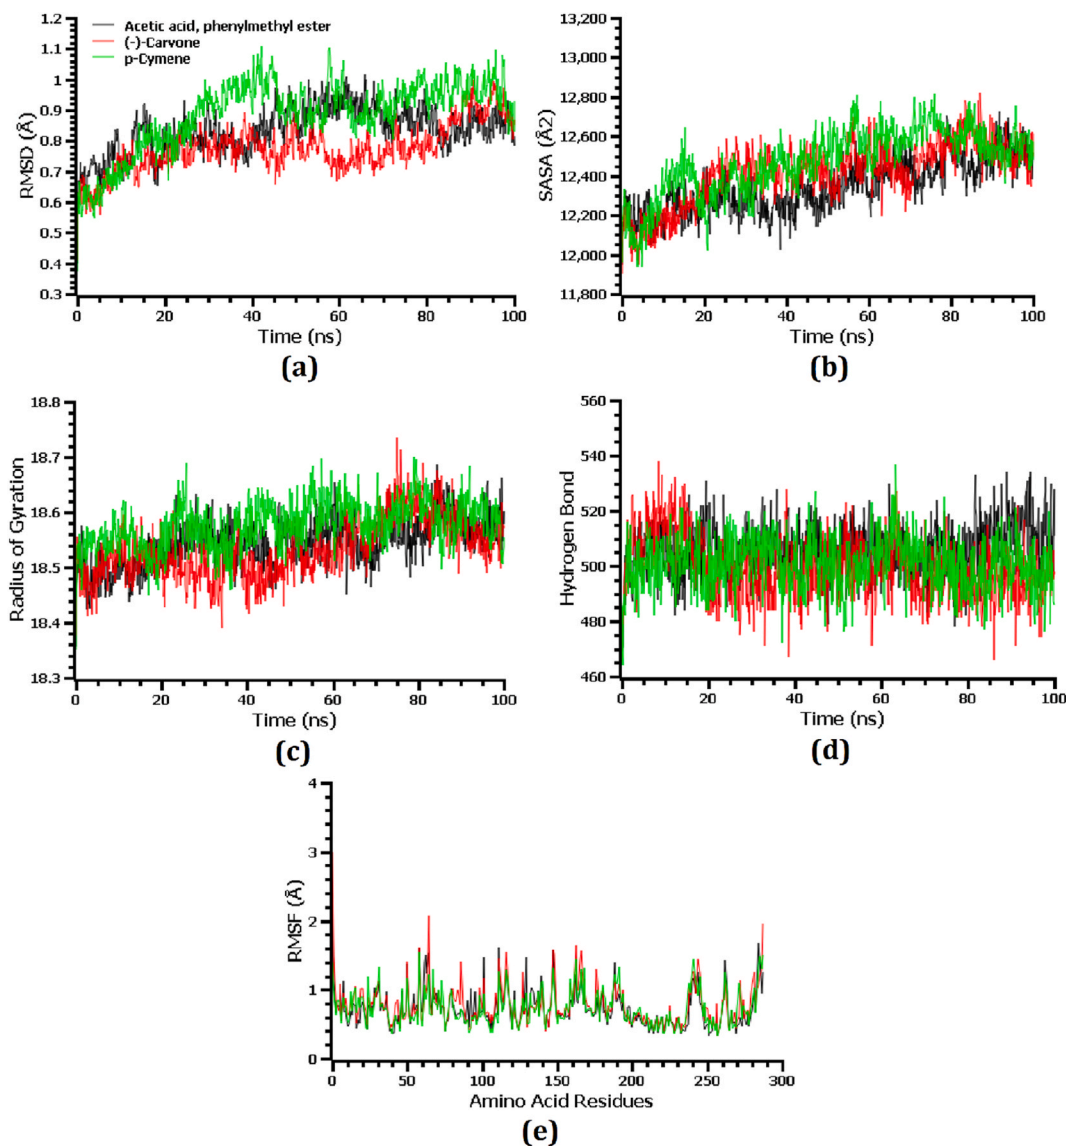 1.2
1.1
1
0.9
0.8
0.7
0.6
0.5
0.4
0.3
RMSD (Å)
Acetic acid, phenylmethyl ester
(-)-Carvone
p-Cymene
0 20 40 60 80 100
Time (ns)
(a)
13,000
12,800
12,600
12,400
12,200
12,000
11,800
SASA (Å2)
0 20 40 60 80 100
Time (ns)
(b)
18.8
18.7
18.6
18.5
18.4
18.3
Radius of Gyration
0 20 40 60 80 100
Time (ns)
(c)
560
540
520
500
480
460
Hydrogen Bond
0 20 40 60 80 100
Time (ns)
(d)
4
3
2
1
0
RMSF (Å)
0 50 100 150 200 250 300
Amino Acid Residues
(e)